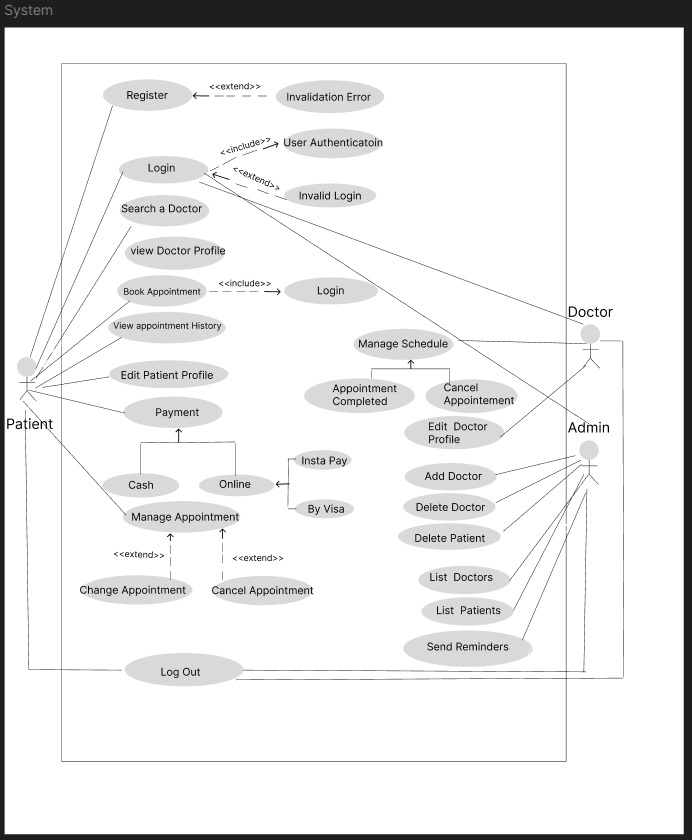 System
Register
<<extend>>
Invalidation Error
<<include>>
User Authenticatoin
Login
<<extend>>
Invalid Login
Search a Doctor
view Doctor Profile
Book Appointment
<<include>>
Login
View appointment History
Doctor
Manage Schedule
Edit Patient Profile
Appointment
Completed
Cancel
Appointement
Payment
Patient
Edit Doctor
Profile
Admin
Insta Pay
Cash
Online
Add Doctor
By Visa
Delete Doctor
Manage Appointment
Delete Patient
<<extend>>
<<extend>>
List Doctors
Change Appointment
Cancel Appointment
List Patients
Send Reminders
Log Out